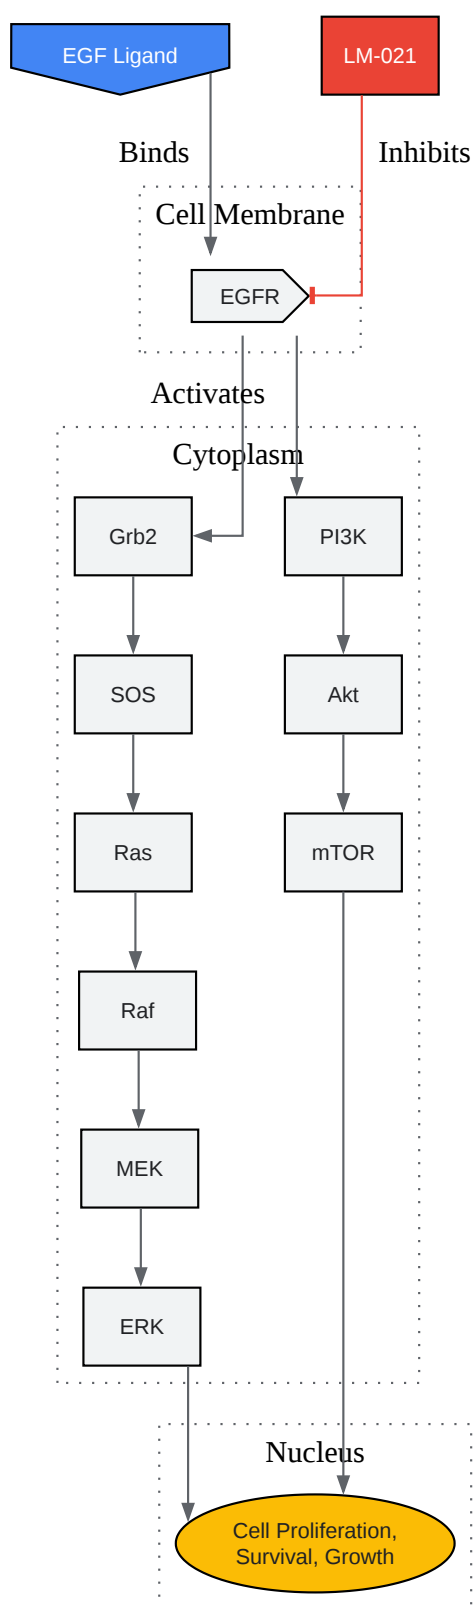 EGF Ligand
LM-021
Binds
Inhibits
Cell Membrane
EGFR
Activates
Cytoplasm
Grb2
PI3K
SOS
Akt
Ras
mTOR
Raf
MEK
ERK
Nucleus
Cell Proliferation,
Survival, Growth